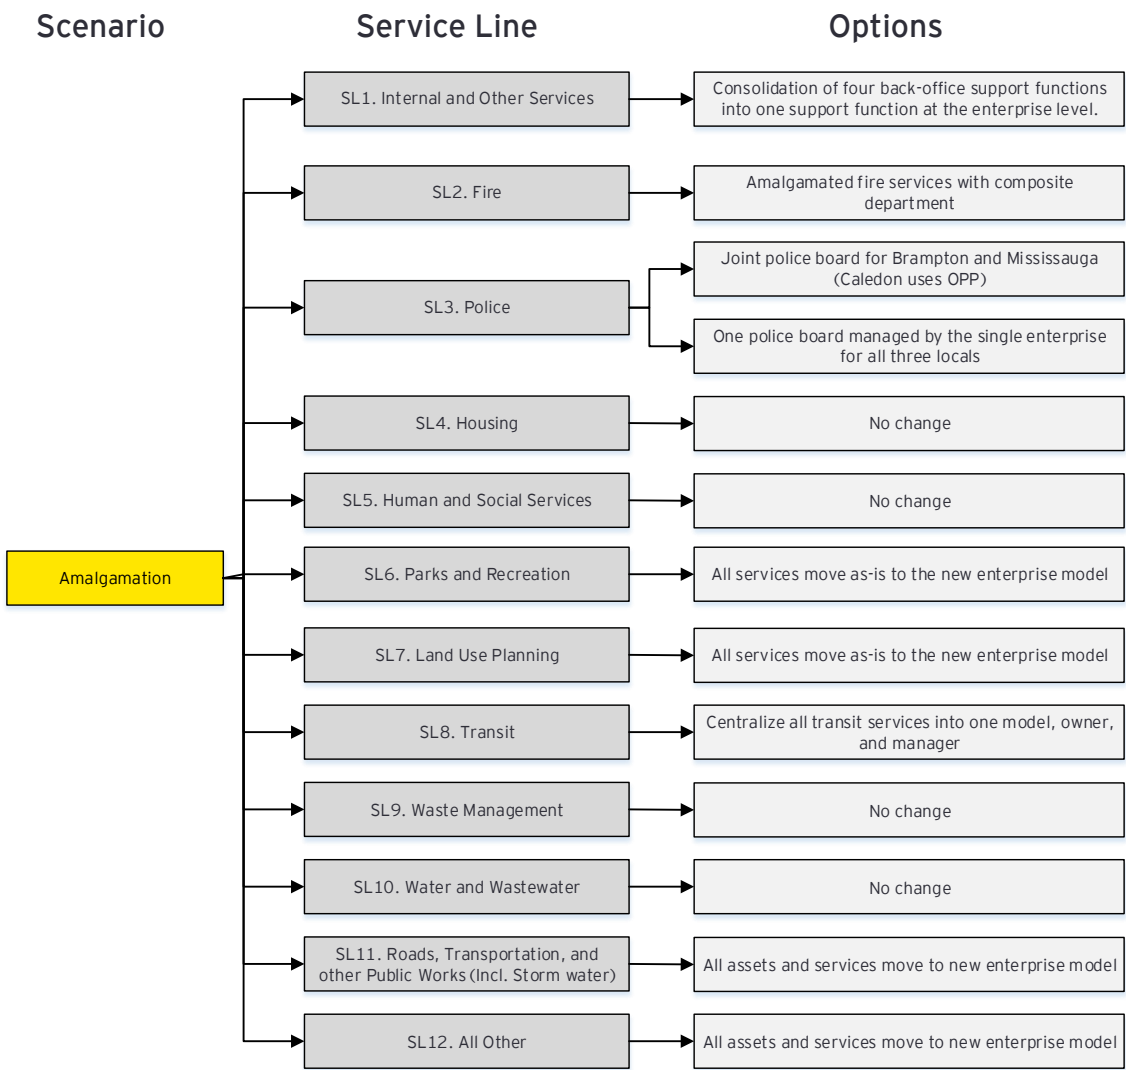 Scenario
Service Line
Options
SL1. Internal and Other Services
Consolidation of four back-office support functions
into one support function at the enterprise level.
SL2. Fire
Amalgamated fire services with composite
department
SL3. Police
Joint police board for Brampton and Mississauga
(Caledon uses OPP)
One police board managed by the single enterprise
for all three locals
SL4. Housing
No change
SL5. Human and Social Services
No change
Amalgamation
SL6. Parks and Recreation
All services move as-is to the new enterprise model
SL7. Land Use Planning
All services move as-is to the new enterprise model
SL8. Transit
Centralize all transit services into one model, owner,
and manager
SL9. Waste Management
No change
SL10. Water and Wastewater
No change
SL11. Roads, Transportation, and
other Public Works (Incl. Storm water)
All assets and services move to new enterprise model
SL12. All Other
All assets and services move to new enterprise model